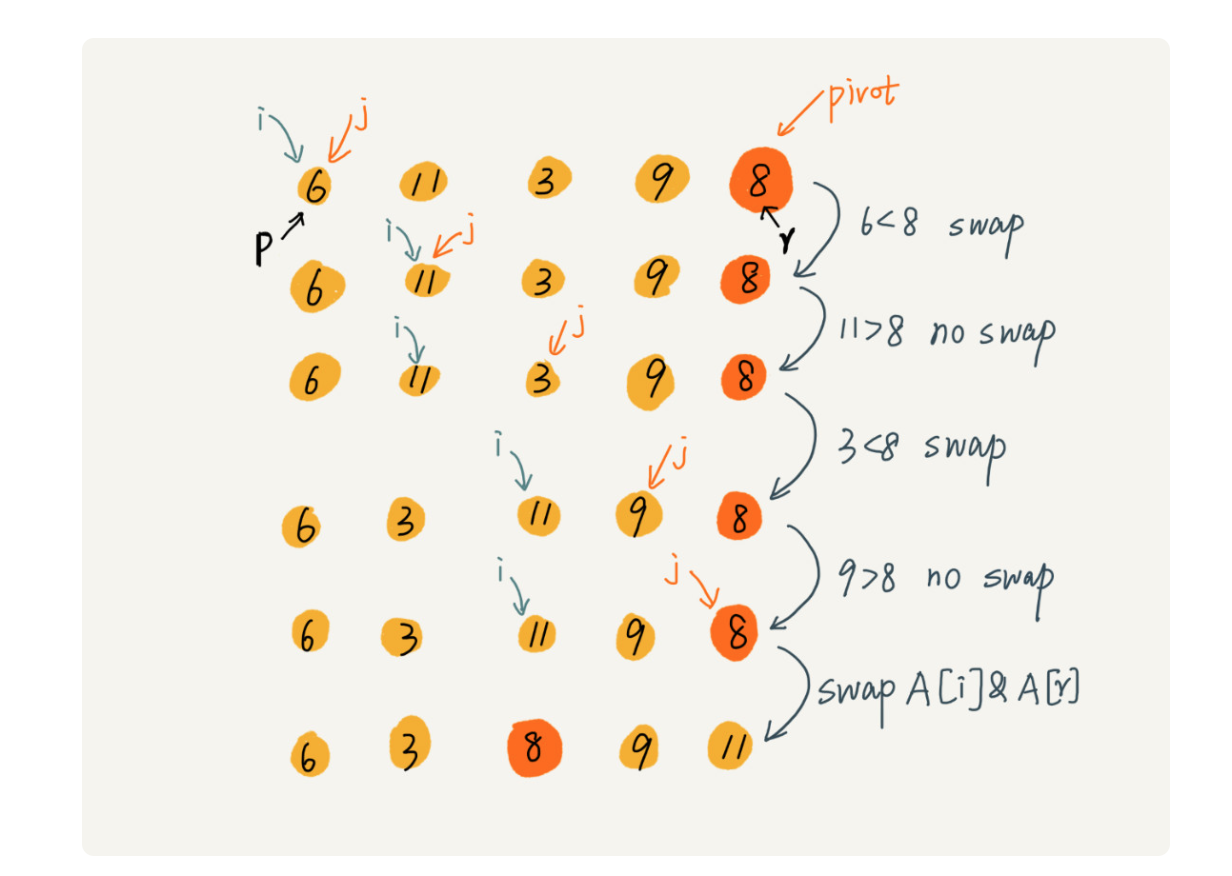 pivot
i j
6 11 3 9 8
p r
6<8 swap
i j
6 11 3 9 8
11>8 no swap
i j
6 11 3 9 8
3<8 swap
i j
6 3 11 9 8
9>8 no swap
i j
6 3 11 9 8
swap A[i]&A[r]
6 3 8 9 11